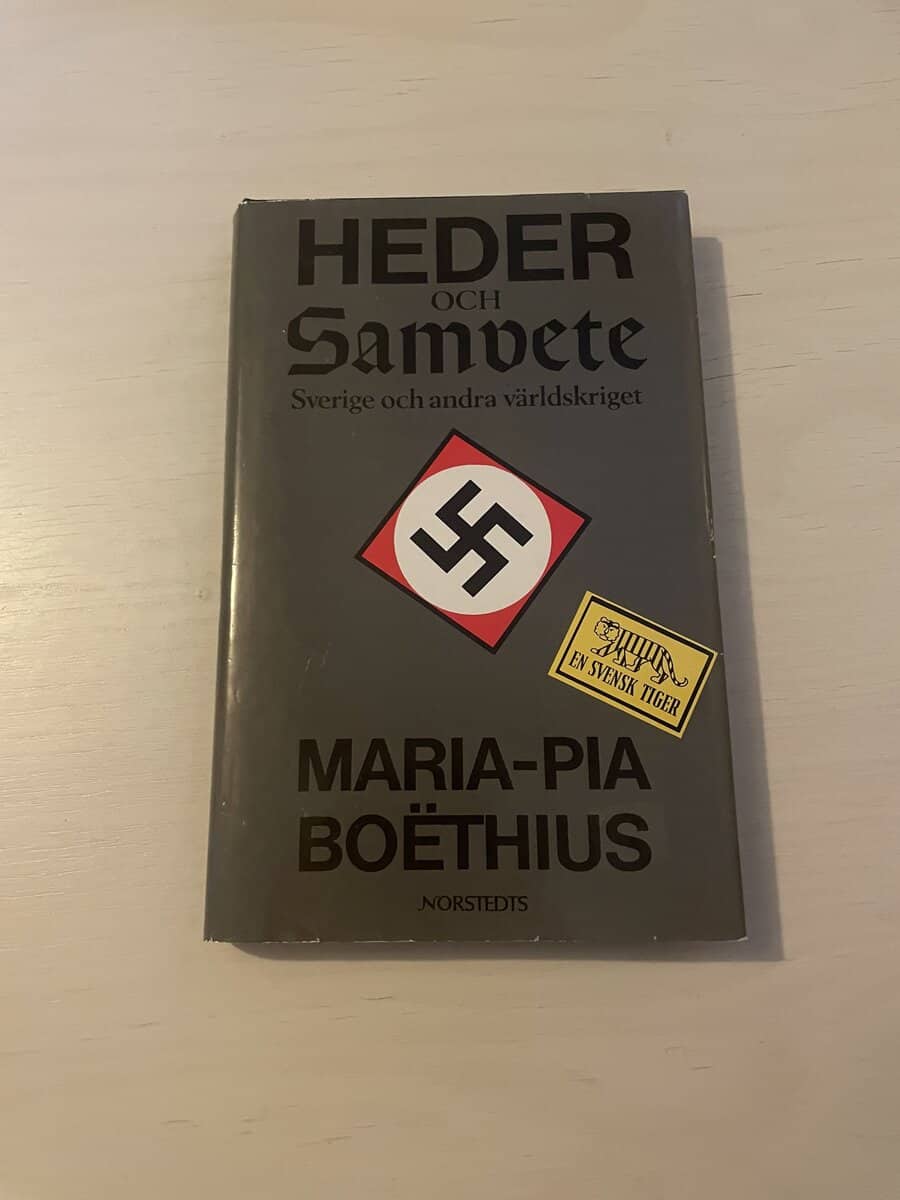 HEDER
OCH
Samvete
Sverige och andra världskriget
EN SVENSK TIGER
MARIA-PIA
BOËTHIUS
NORSTEDTS